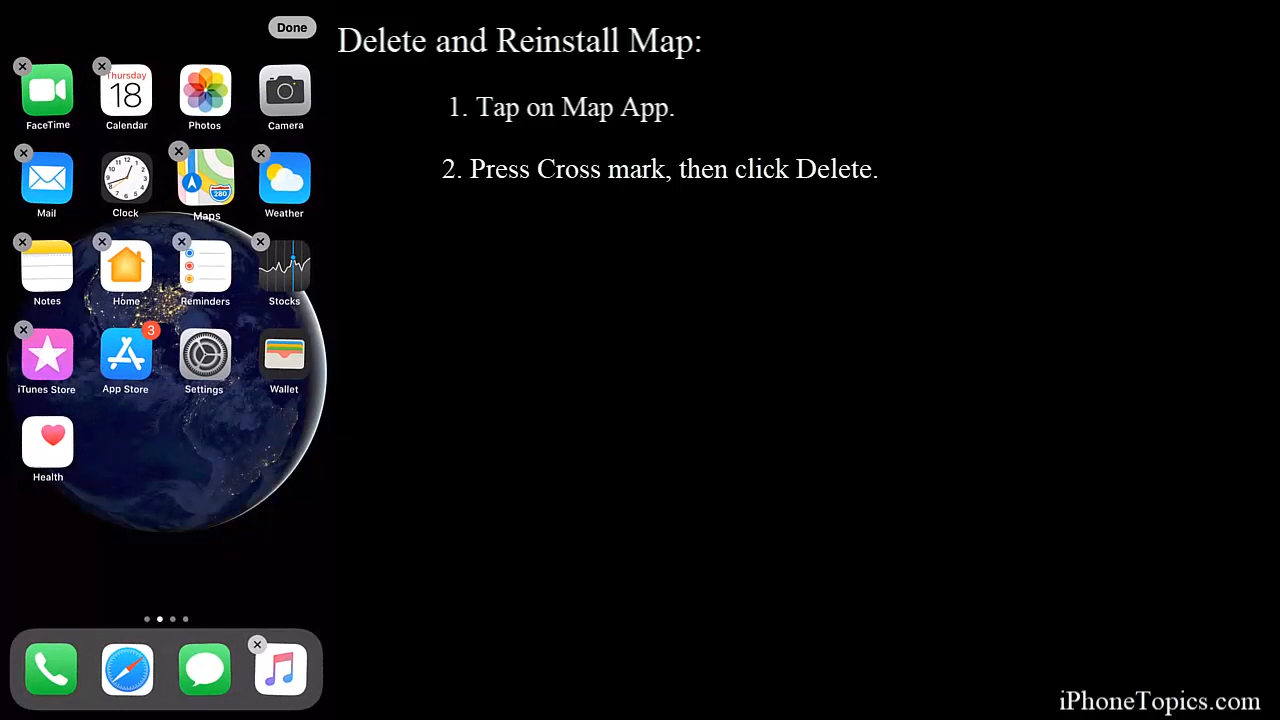 Done
Delete and Reinstall Map:
1. Tap on Map App.
2. Press Cross mark, then click Delete.
Thursday
18
FaceTime Calendar Photos Camera
280
Mail Clock Maps Weather
Notes Home Reminders Stocks
3
iTunes Store App Store Settings Wallet
Health
iPhoneTopics.com